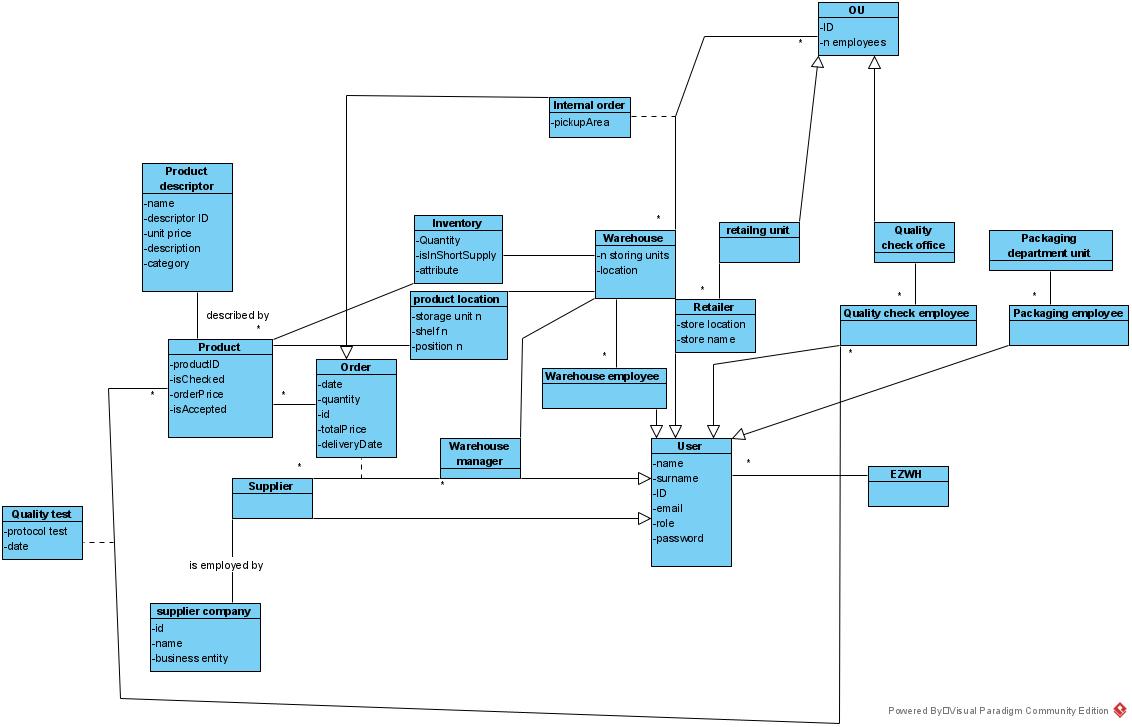 OU
-ID
-n employees
*
Internal order
-pickupArea
Product
descriptor
-name
-descriptor ID
-unit price
-description
-category
*
Inventory
-Quantity
-isInShortSupply
-attribute
Warehouse
-n storing units
-location
retailng unit
Quality
check office
Packaging
department unit
product location
-storage unit n
-shelf n
-position n
*
Retailer
-store location
-store name
*
Quality check employee
*
*
Packaging employee
described by
*
Product
-productID
-isChecked
-orderPrice
-isAccepted
*
*
Order
-date
-quantity
-id
-totalPrice
-deliveryDate
*
Warehouse employee
Warehouse
manager
User
-name
-surname
-ID
-email
-role
-password
*
EZWH
*
*
Supplier
Quality test
-protocol test
-date
is employed by
supplier company
-id
-name
-business entity
Powered By□Visual Paradigm Community Edition